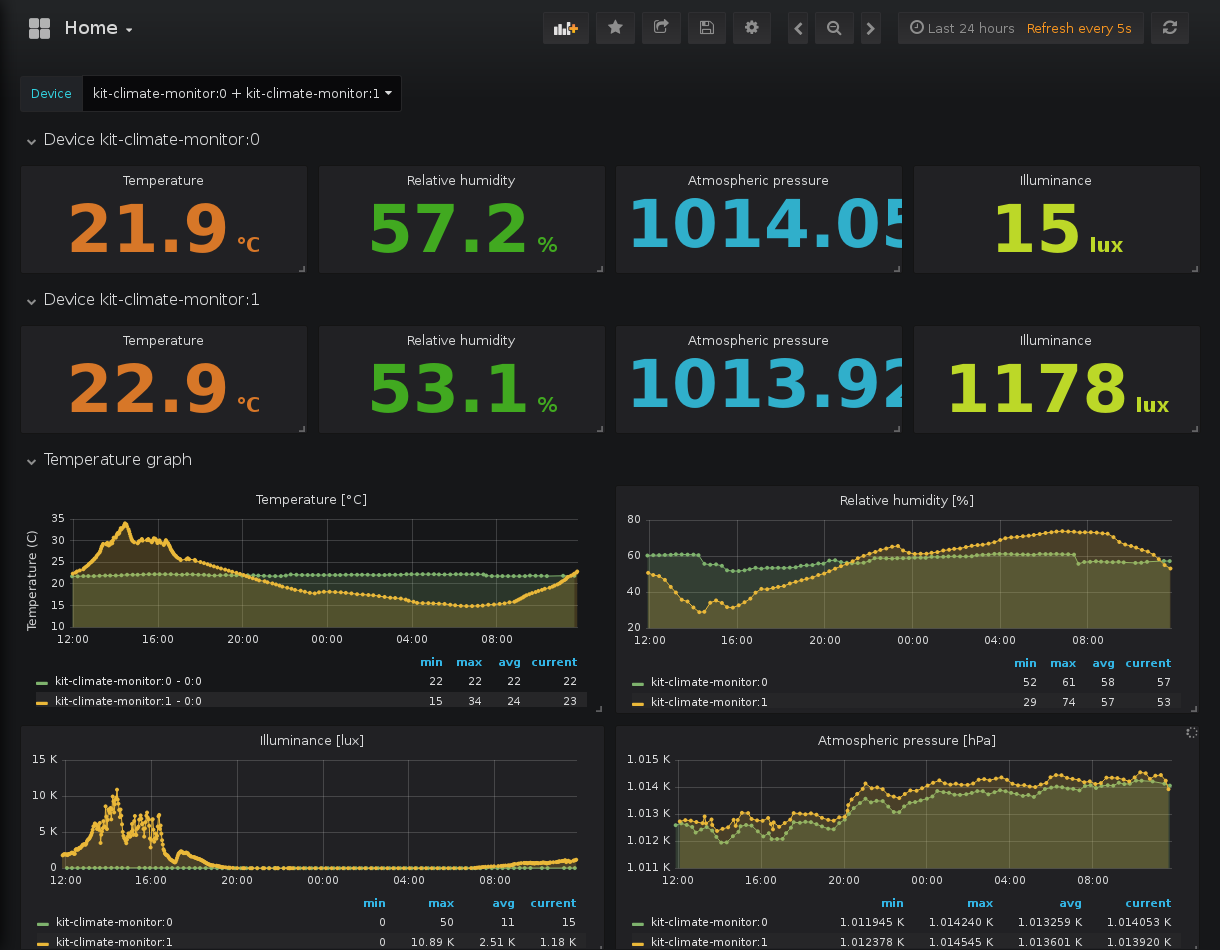 Home
Last 24 hours Refresh every 5s
Device kit-climate-monitor:0 + kit-climate-monitor:1
Device kit-climate-monitor:0
Temperature Relative humidity Atmospheric pressure Illuminance
21.9 °C 57.2 % 1014.05 15 lux
Device kit-climate-monitor:1
Temperature Relative humidity Atmospheric pressure Illuminance
22.9 °C 53.1 % 1013.92 1178 lux
Temperature graph
Temperature [°C]
Temperature (C)
35
30
25
20
15
10
12:00 16:00 20:00 00:00 04:00 08:00
min max avg current
kit-climate-monitor:0 - 0:0 22 22 22 22
kit-climate-monitor:1 - 0:0 15 34 24 23
Relative humidity [%]
80
60
40
20
12:00 16:00 20:00 00:00 04:00 08:00
min max avg current
kit-climate-monitor:0 52 61 58 57
kit-climate-monitor:1 29 74 57 53
Illuminance [lux]
15 K
10 K
5 K
0
12:00 16:00 20:00 00:00 04:00 08:00
min max avg current
kit-climate-monitor:0 0 50 11 15
kit-climate-monitor:1 0 10.89 K 2.51 K 1.18 K
Atmospheric pressure [hPa]
1.015 K
1.014 K
1.013 K
1.012 K
1.011 K
12:00 16:00 20:00 00:00 04:00 08:00
min max avg current
kit-climate-monitor:0 1.011945 K 1.014240 K 1.013259 K 1.014053 K
kit-climate-monitor:1 1.012378 K 1.014545 K 1.013601 K 1.013920 K